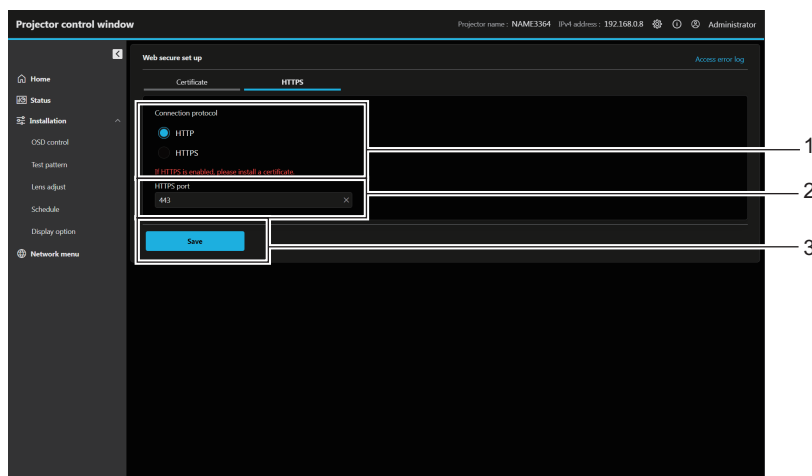 Projector control window
Projector name : NAME3364 IPv4 address : 192.168.0.8 Administrator
Web secure set up
Access error log
Certificate
HTTPS
Home
Status
Installation
OSD control
Test pattern
Lens adjust
Schedule
Display option
Network menu
Connection protocol
HTTP
HTTPS
If HTTPS is enabled, please install a certificate.
1
HTTPS port
443
2
Save
3